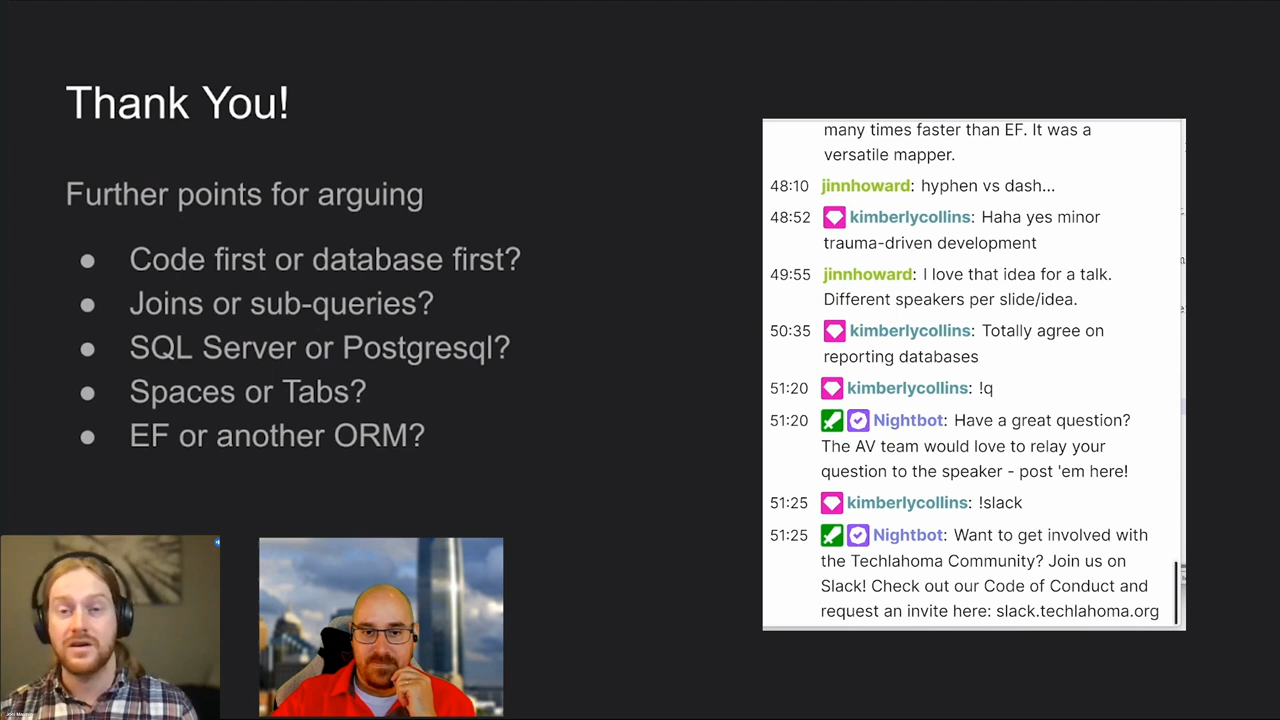 Thank You!
Further points for arguing
● Code first or database first?
● Joins or sub-queries?
● SQL Server or Postgresql?
● Spaces or Tabs?
● EF or another ORM?
many times faster than EF. It was a
versatile mapper.
48:10 jinnhoward: hyphen vs dash...
48:52 kimberlycollins: Haha yes minor
trauma-driven development
49:55 jinnhoward: I love that idea for a talk.
Different speakers per slide/idea.
50:35 kimberlycollins: Totally agree on
reporting databases
51:20 kimberlycollins: !q
51:20 Nightbot: Have a great question?
The AV team would love to relay your
question to the speaker - post 'em here!
51:25 kimberlycollins: !slack
51:25 Nightbot: Want to get involved with
the Techlahoma Community? Join us on
Slack! Check out our Code of Conduct and
request an invite here: slack.techlahoma.org